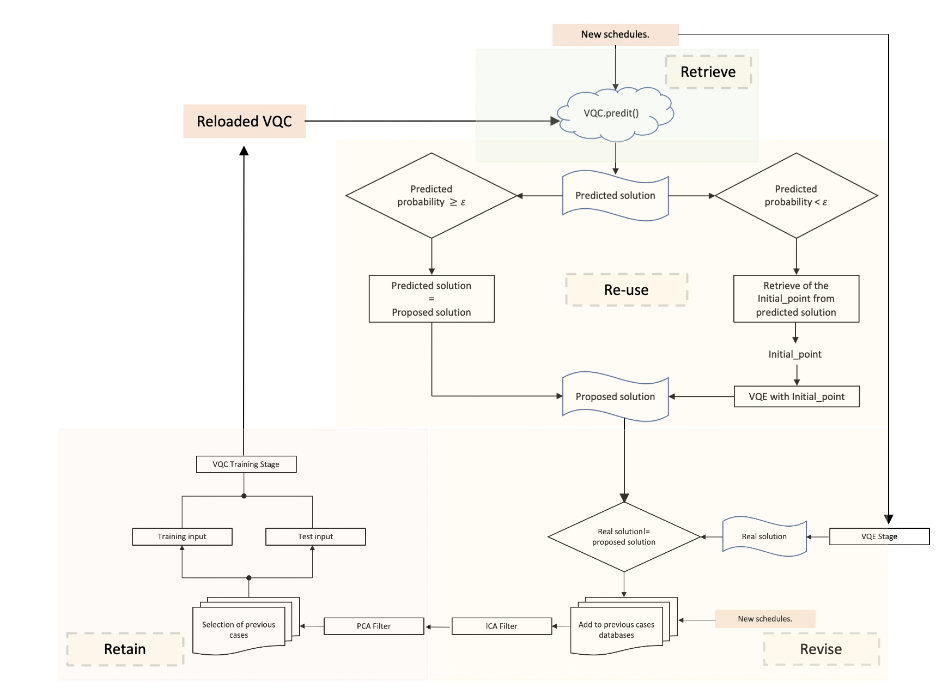 New schedules.
Retrieve
VQC.predit()
Reloaded VQC
Predicted
probability ≥ ε
Predicted solution
Predicted
probability < ε
Predicted solution
=
Proposed solution
Re-use
Retrieve of the
Initial_point from
predicted solution
Initial_point
Proposed solution
VQE with Initial_point
VQC Training Stage
Training input
Test input
Real solution!=
proposed solution
Real solution
VQE Stage
Selection of previous
cases
PCA Filter
ICA Filter
Add to previous cases
databases
New schedules.
Retain
Revise